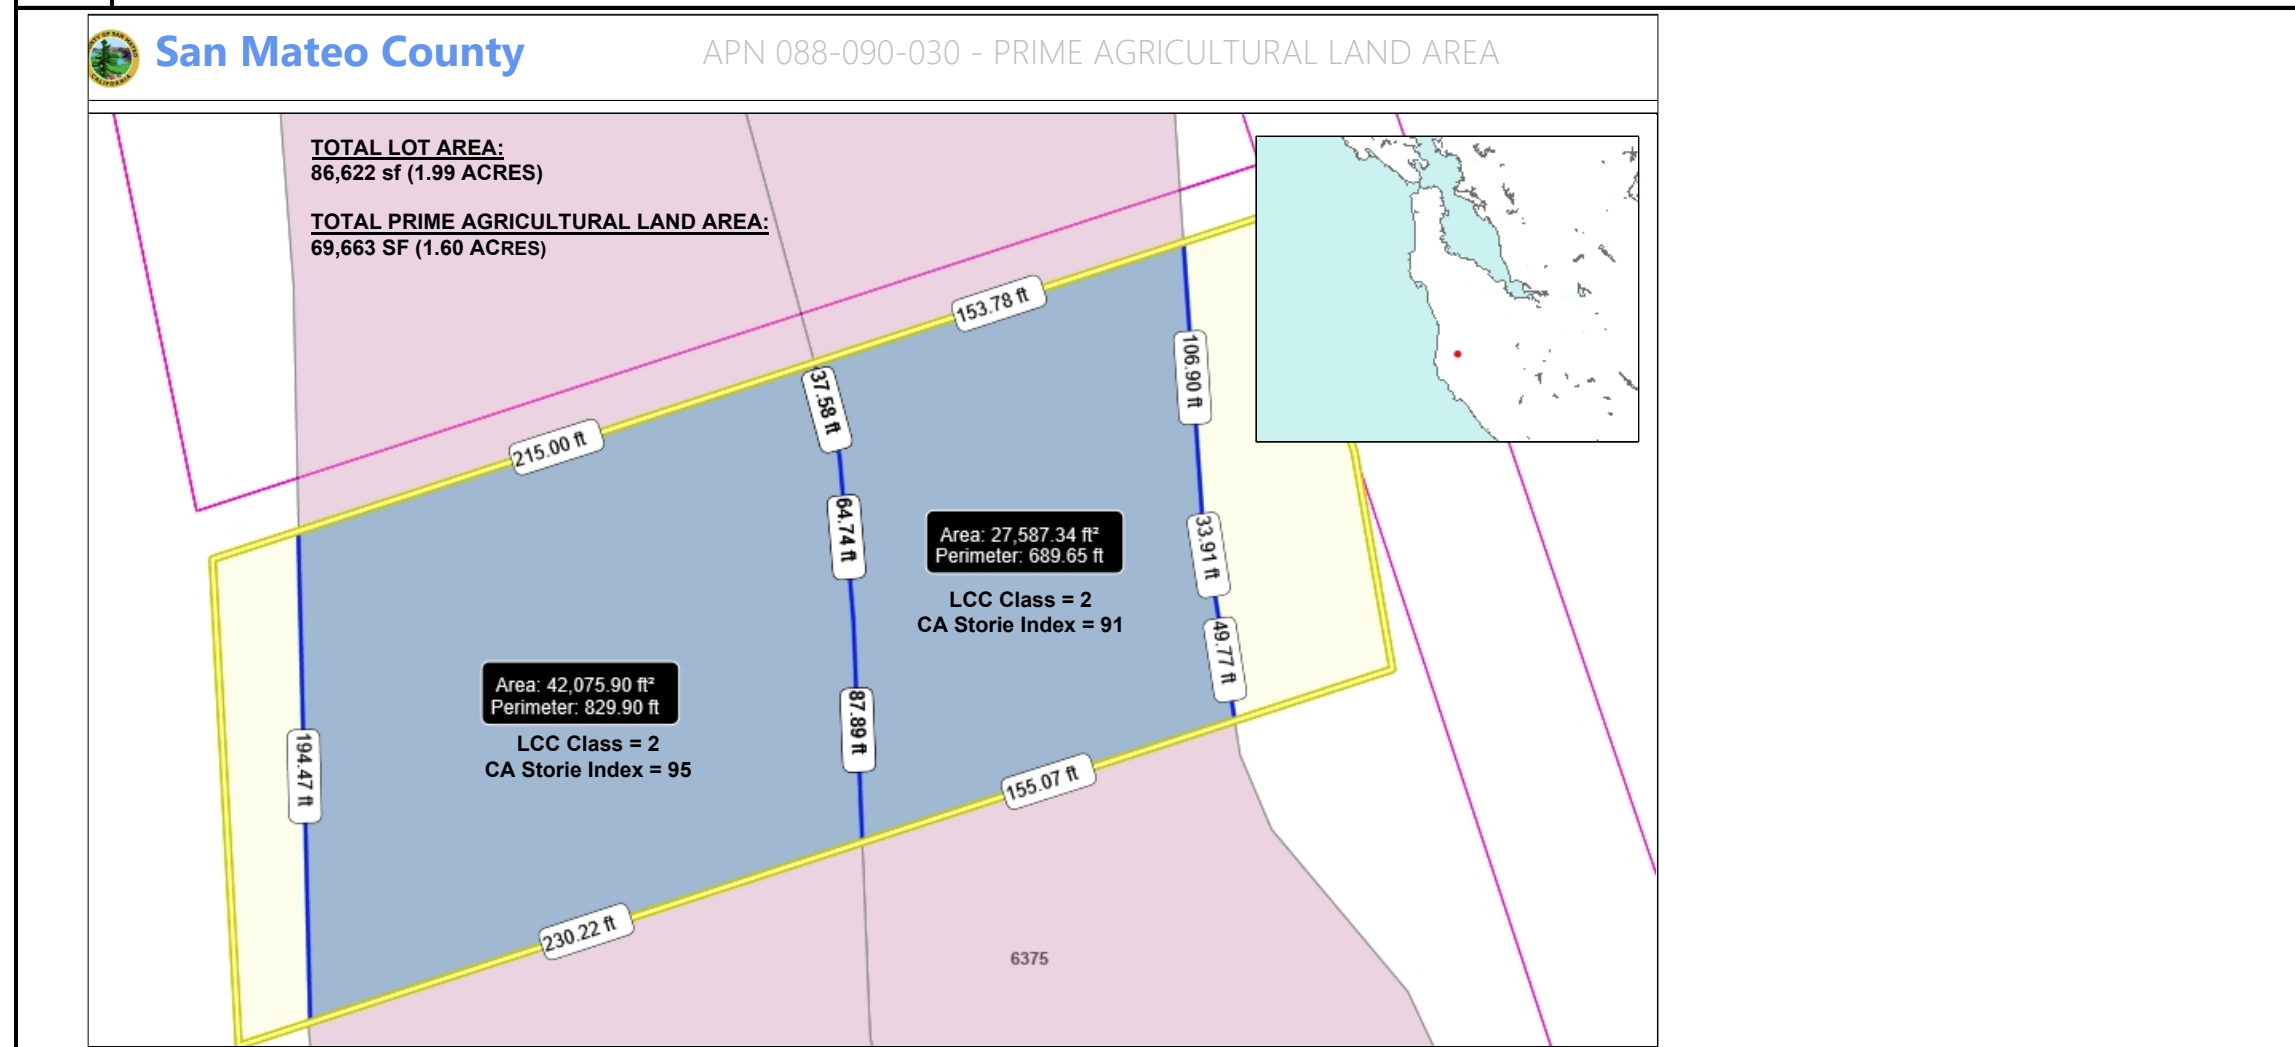 San Mateo County
APN 088-090-030 - PRIME AGRICULTURAL LAND AREA
TOTAL LOT AREA:
86,622 sf (1.99 ACRES)
TOTAL PRIME AGRICULTURAL LAND AREA:
69,663 SF (1.60 ACRES)
153.78 ft
215.00 ft
37.58 ft
106.90 ft
64.74 ft
33.91 ft
Area: 27,587.34 ft²
Perimeter: 689.65 ft
LCC Class = 2
CA Storie Index = 91
49.77 ft
Area: 42,075.90 ft²
Perimeter: 829.90 ft
LCC Class = 2
CA Storie Index = 95
87.89 ft
194.47 ft
155.07 ft
230.22 ft
6375